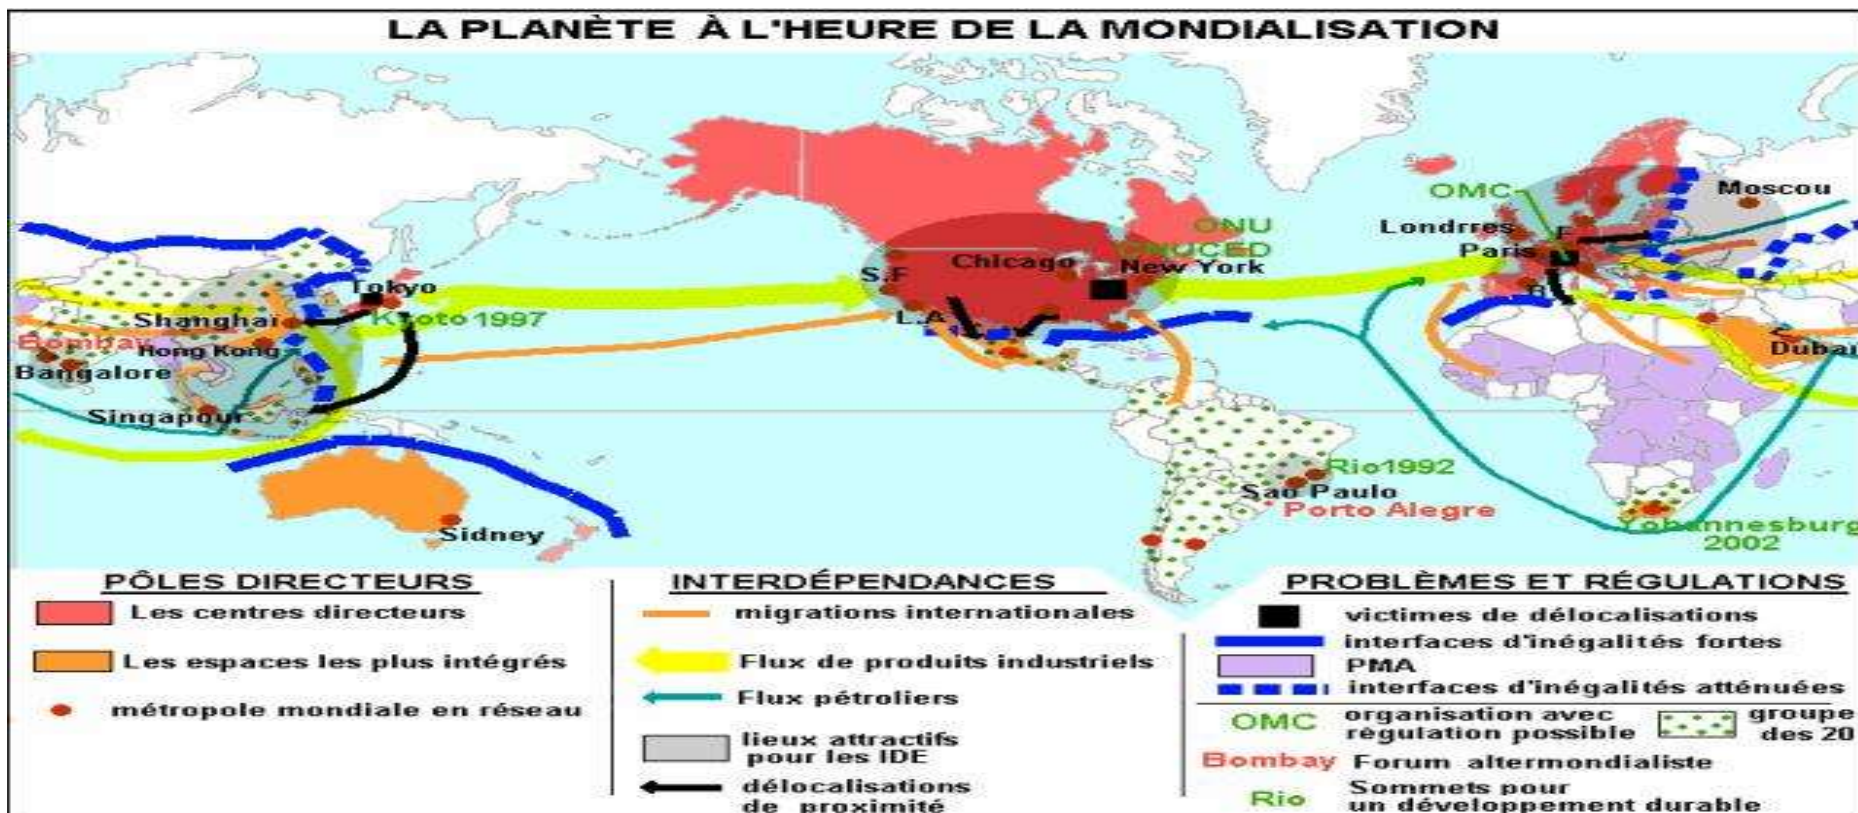 LA PLANÈTE À L'HEURE DE LA MONDIALISATION
OMC
Moscou
Londrres
Paris
ONU
CNUCED
Chicago
New York
S.F
L.A
Tokyo
Kyoto 1997
Shanghaï
Bombay
Hong Kong
Bangalore
Singapour
Dubaï
Rio1992
Sao Paulo
Porto Alegre
Sidney
Yohannesburg
2002
PÔLES DIRECTEURS
Les centres directeurs
Les espaces les plus intégrés
métropole mondiale en réseau
INTERDÉPENDANCES
migrations internationales
Flux de produits industriels
Flux pétroliers
lieux attractifs
pour les IDE
délocalisations
de proximité
PROBLÈMES ET RÉGULATIONS
victimes de délocalisations
interfaces d'inégalités fortes
PMA
interfaces d'inégalités atténuées
OMC organisation avec
régulation possible
groupe
des 20
Bombay Forum altermondialiste
Rio Sommets pour
un développement durable